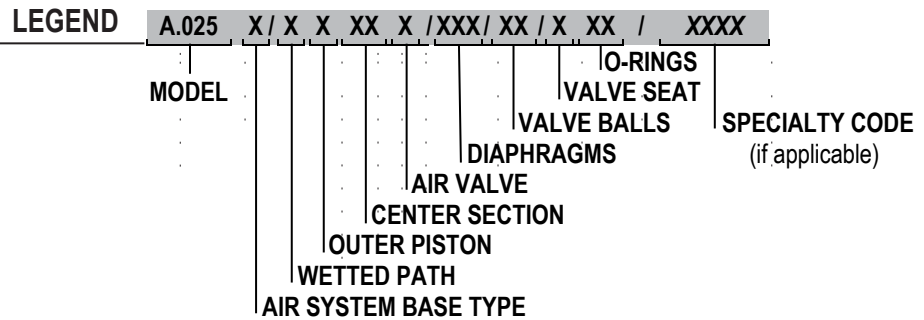 LEGEND A.025 X / X X XX X / XXX / XX / X XX / XXXX
O-RINGS
MODEL VALVE SEAT
VALVE BALLS SPECIALTY CODE
DIAPHRAGMS (if applicable)
AIR VALVE
CENTER SECTION
OUTER PISTON
WETTED PATH
AIR SYSTEM BASE TYPE